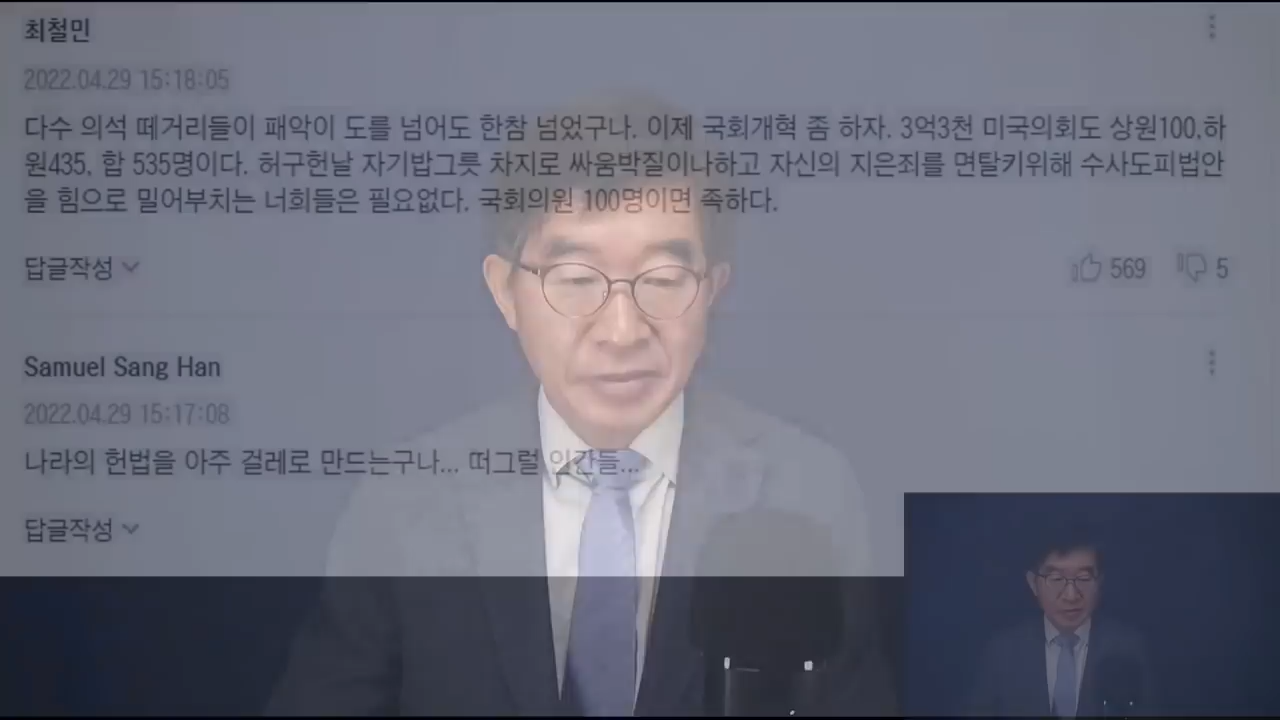 최철민
2022.04.29 15:18:05
다수 의석 떼거리들이 패악이 도를 넘어도 한참 넘었구나. 이제 국회개혁 좀 하자. 3억3천 미국의회도 상원100.하
원435, 합 535명이다. 허구헌날 자기밥그릇 차지로 싸움박질이나하고 자신의 지은죄를 면탈키위해 수사도피법안
을 힘으로 밀어부치는 너희들은 필요없다. 국회의원 100명이면 족하다.
답글작성
569 5
Samuel Sang Han
2022.04.29 15:17:08
나라의 헌법을 아주 걸레로 만드는구나... 떠그럴 인간들...
답글작성